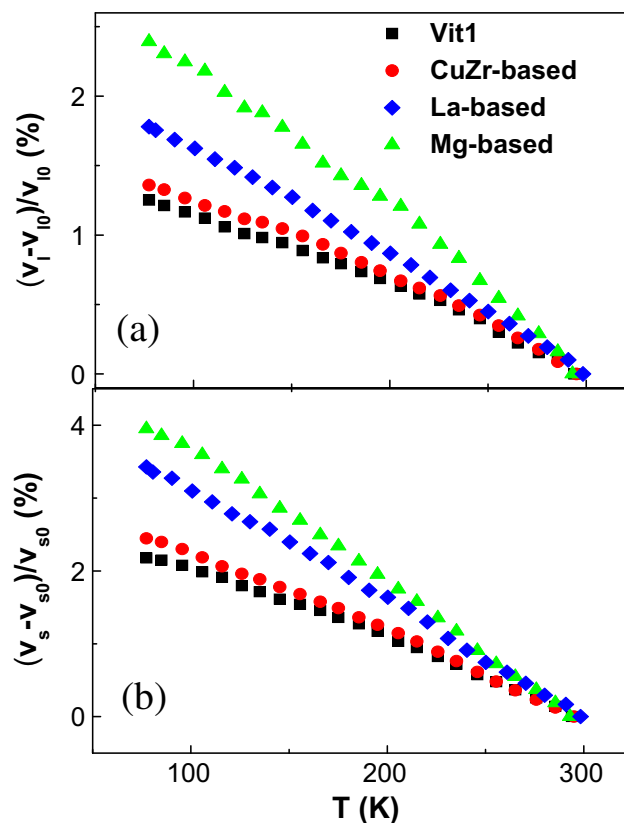 (a)
Vit1
CuZr-based
La-based
Mg-based
2
1
0
(v_l-v_l0)/v_l0 (%)
(b)
4
2
0
(v_s-v_s0)/v_s0 (%)
100
200
300
T (K)